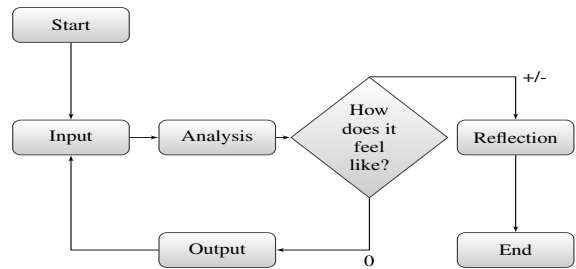 Start
+/-
Input
Analysis
How
does it
feel
like?
Reflection
Output
0
End